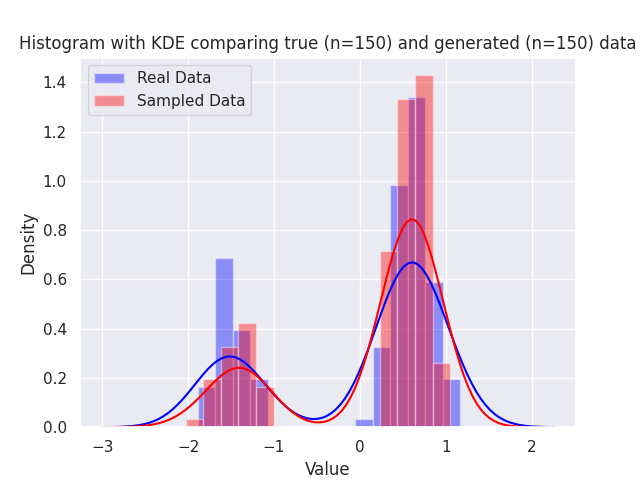 Histogram with KDE comparing true (n=150) and generated (n=150) data
Real Data
Sampled Data
1.4
1.2
1.0
0.8
0.6
0.4
0.2
0.0
Density
−3 −2 −1 0 1 2
Value